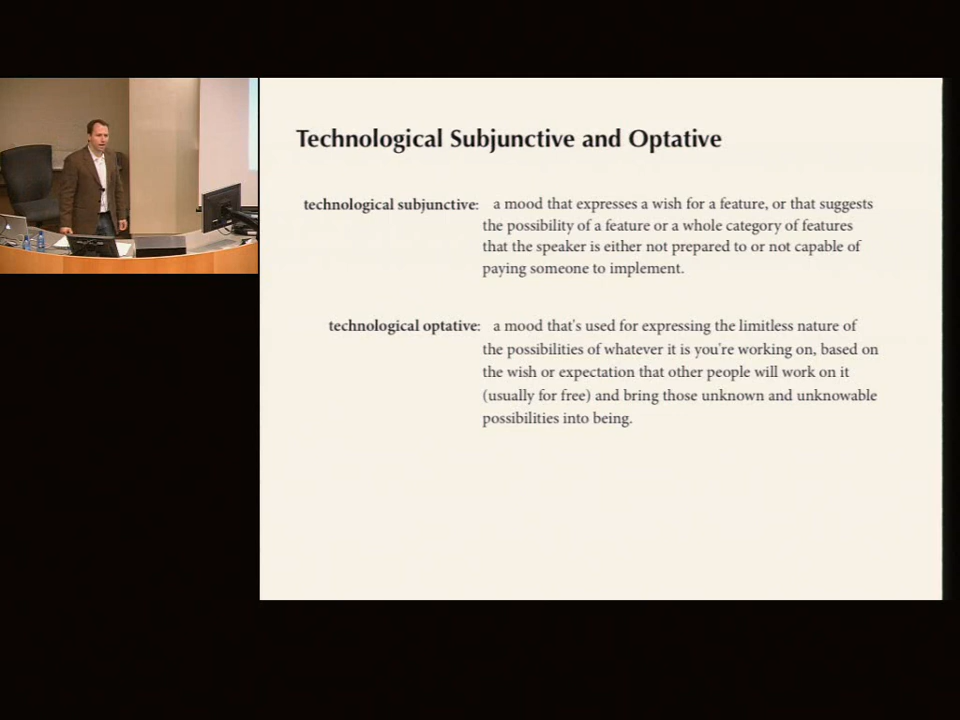 Technological Subjunctive and Optative
technological subjunctive: a mood that expresses a wish for a feature, or that suggests
the possibility of a feature or a whole category of features
that the speaker is either not prepared to or not capable of
paying someone to implement.
technological optative: a mood that's used for expressing the limitless nature of
the possibilities of whatever it is you're working on, based on
the wish or expectation that other people will work on it
(usually for free) and bring those unknown and unknowable
possibilities into being.